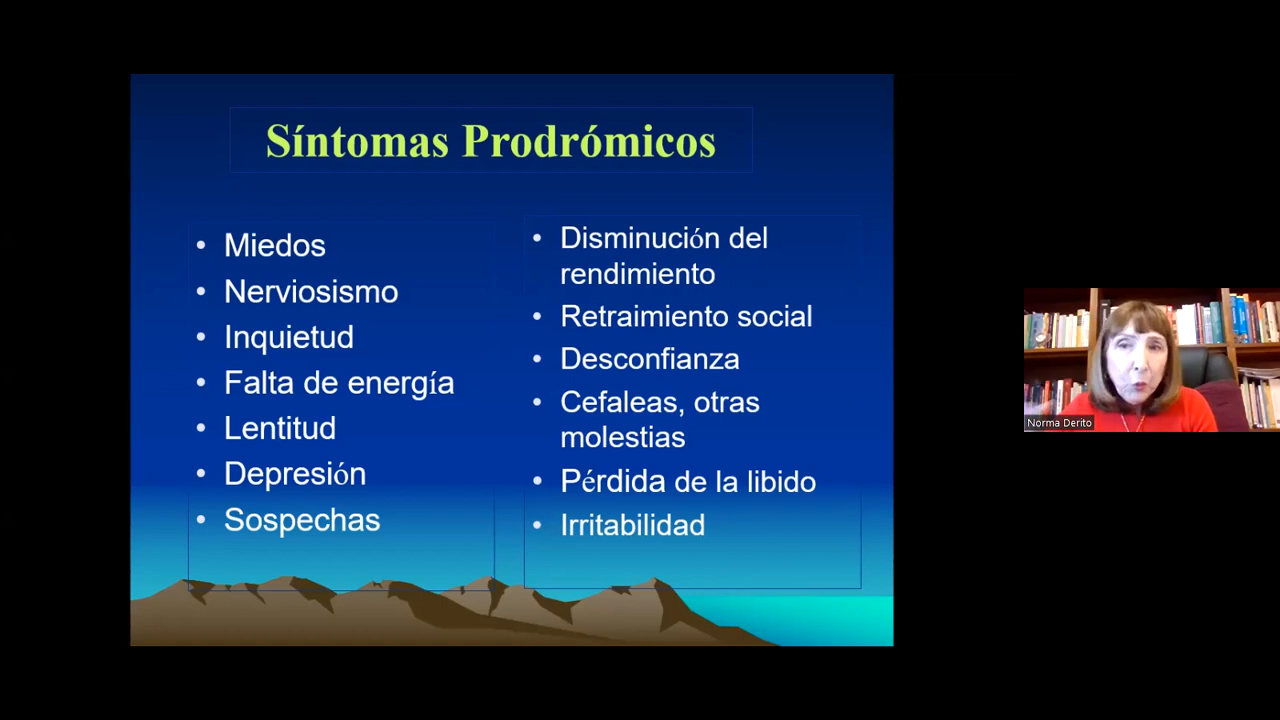 Síntomas Prodrómicos
• Miedos
• Nerviosismo
• Inquietud
• Falta de energía
• Lentitud
• Depresión
• Sospechas
• Disminución del
rendimiento
• Retraimiento social
• Desconfianza
• Cefaleas, otras
molestias
• Pérdida de la libido
• Irritabilidad
Norma Derito